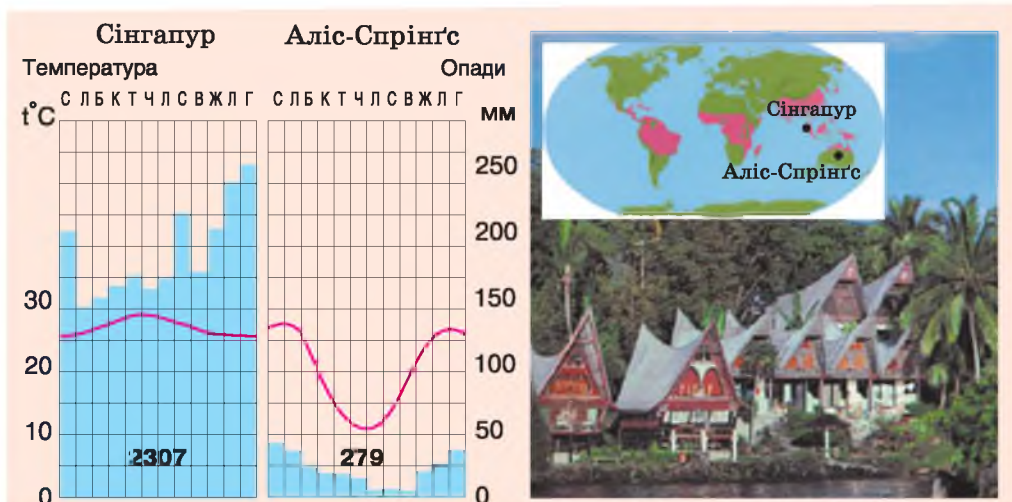 Сінгапур Аліс-Спрінґс
Температура Опади
С Л Б К Т Ч Л С В Ж Л Г С Л Б К Т Ч Л С В Ж Л Г
t°C мм
250
200
30 150
20 100
10 50
0 0
2307 279
Сінгапур
Аліс-Спрінґс